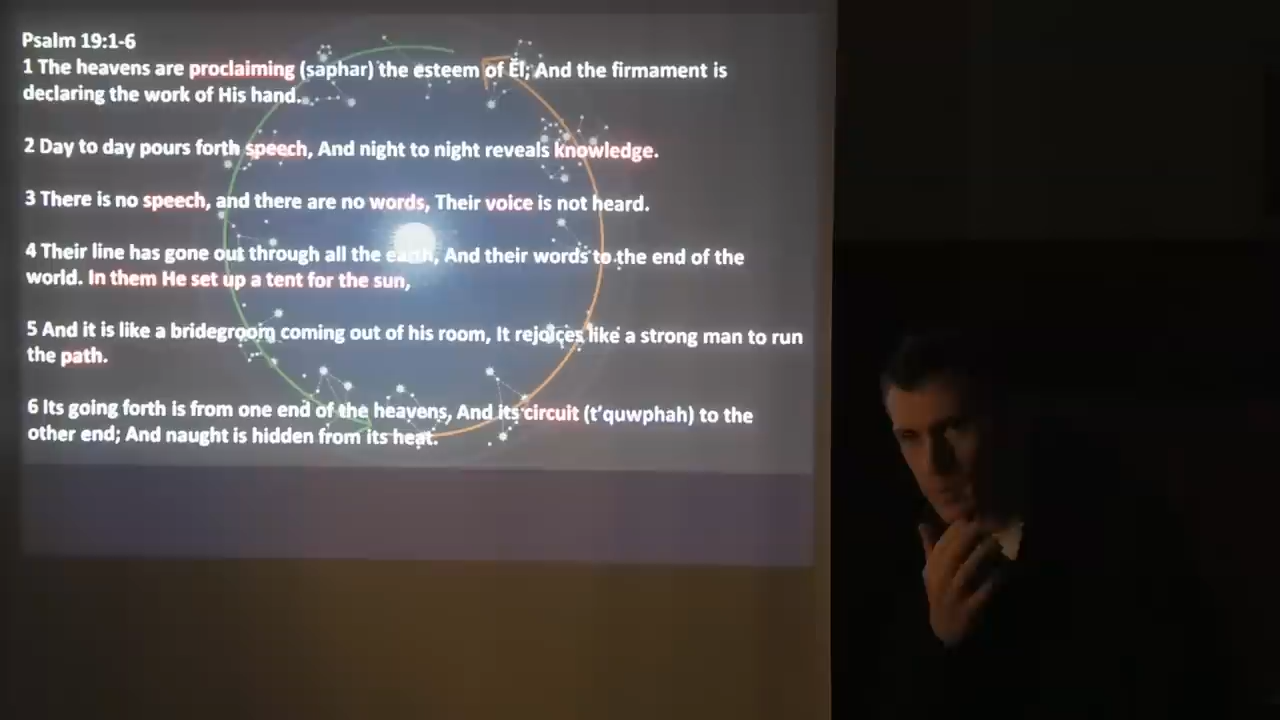 Psalm 19:1-6
1 The heavens are proclaiming (saphar) the esteem of Ĕl; And the firmament is
declaring the work of His hand.
2 Day to day pours forth speech, And night to night reveals knowledge.
3 There is no speech, and there are no words, Their voice is not heard.
4 Their line has gone out through all the earth, And their words to the end of the
world. In them He set up a tent for the sun,
5 And it is like a bridegroom coming out of his room, It rejoices like a strong man to run
the path.
6 Its going forth is from one end of the heavens, And its circuit (t’quwphah) to the
other end; And naught is hidden from its heat.